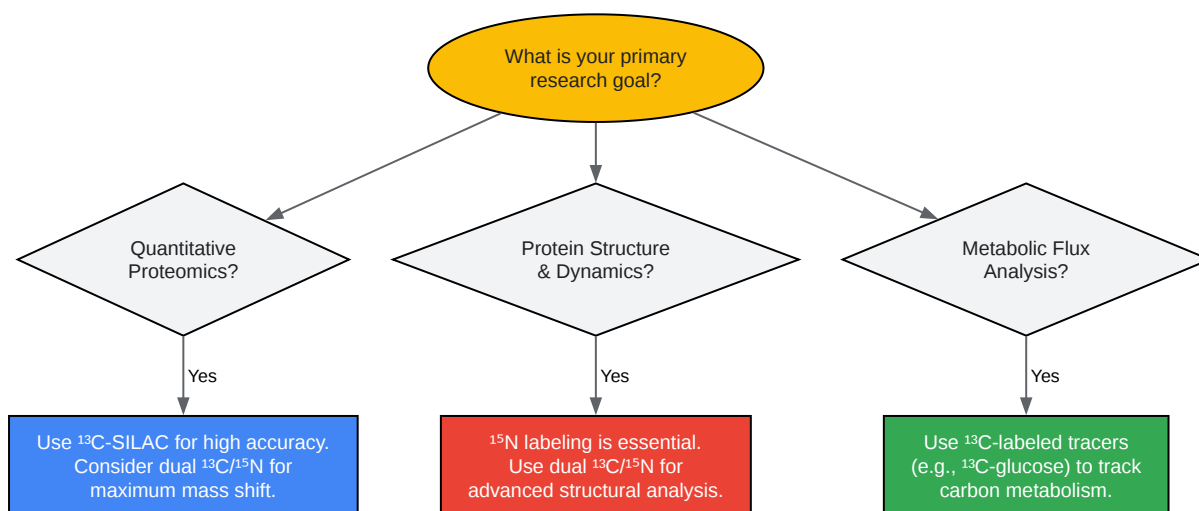 What is your primary
research goal?
Quantitative
Proteomics?
Protein Structure
& Dynamics?
Metabolic Flux
Analysis?
Yes
Yes
Yes
Use ¹³C-SILAC for high accuracy.
Consider dual ¹³C/¹⁵N for
maximum mass shift.
¹⁵N labeling is essential.
Use dual ¹³C/¹⁵N for
advanced structural analysis.
Use ¹³C-labeled tracers
(e.g., ¹³C-glucose) to track
carbon metabolism.